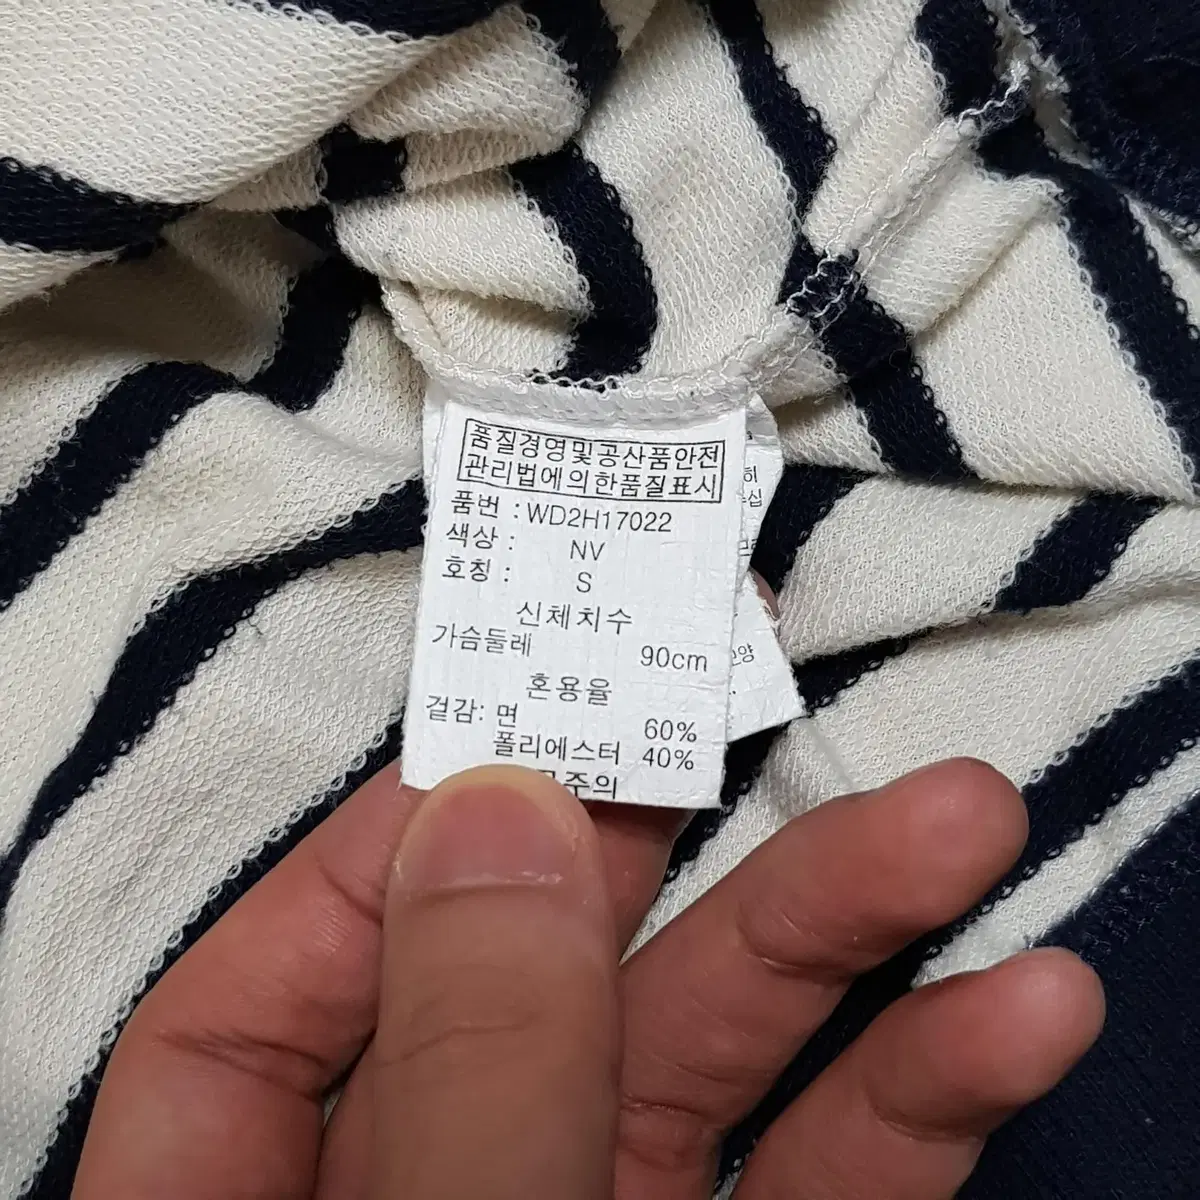 품질경영및공산품안전
관리법에의한품질표시
품번 : WD2H17022
색상 : NV
호칭 : S
신체치수
가슴둘레 90cm
혼용율
겉감: 면 60%
폴리에스터 40%
주의